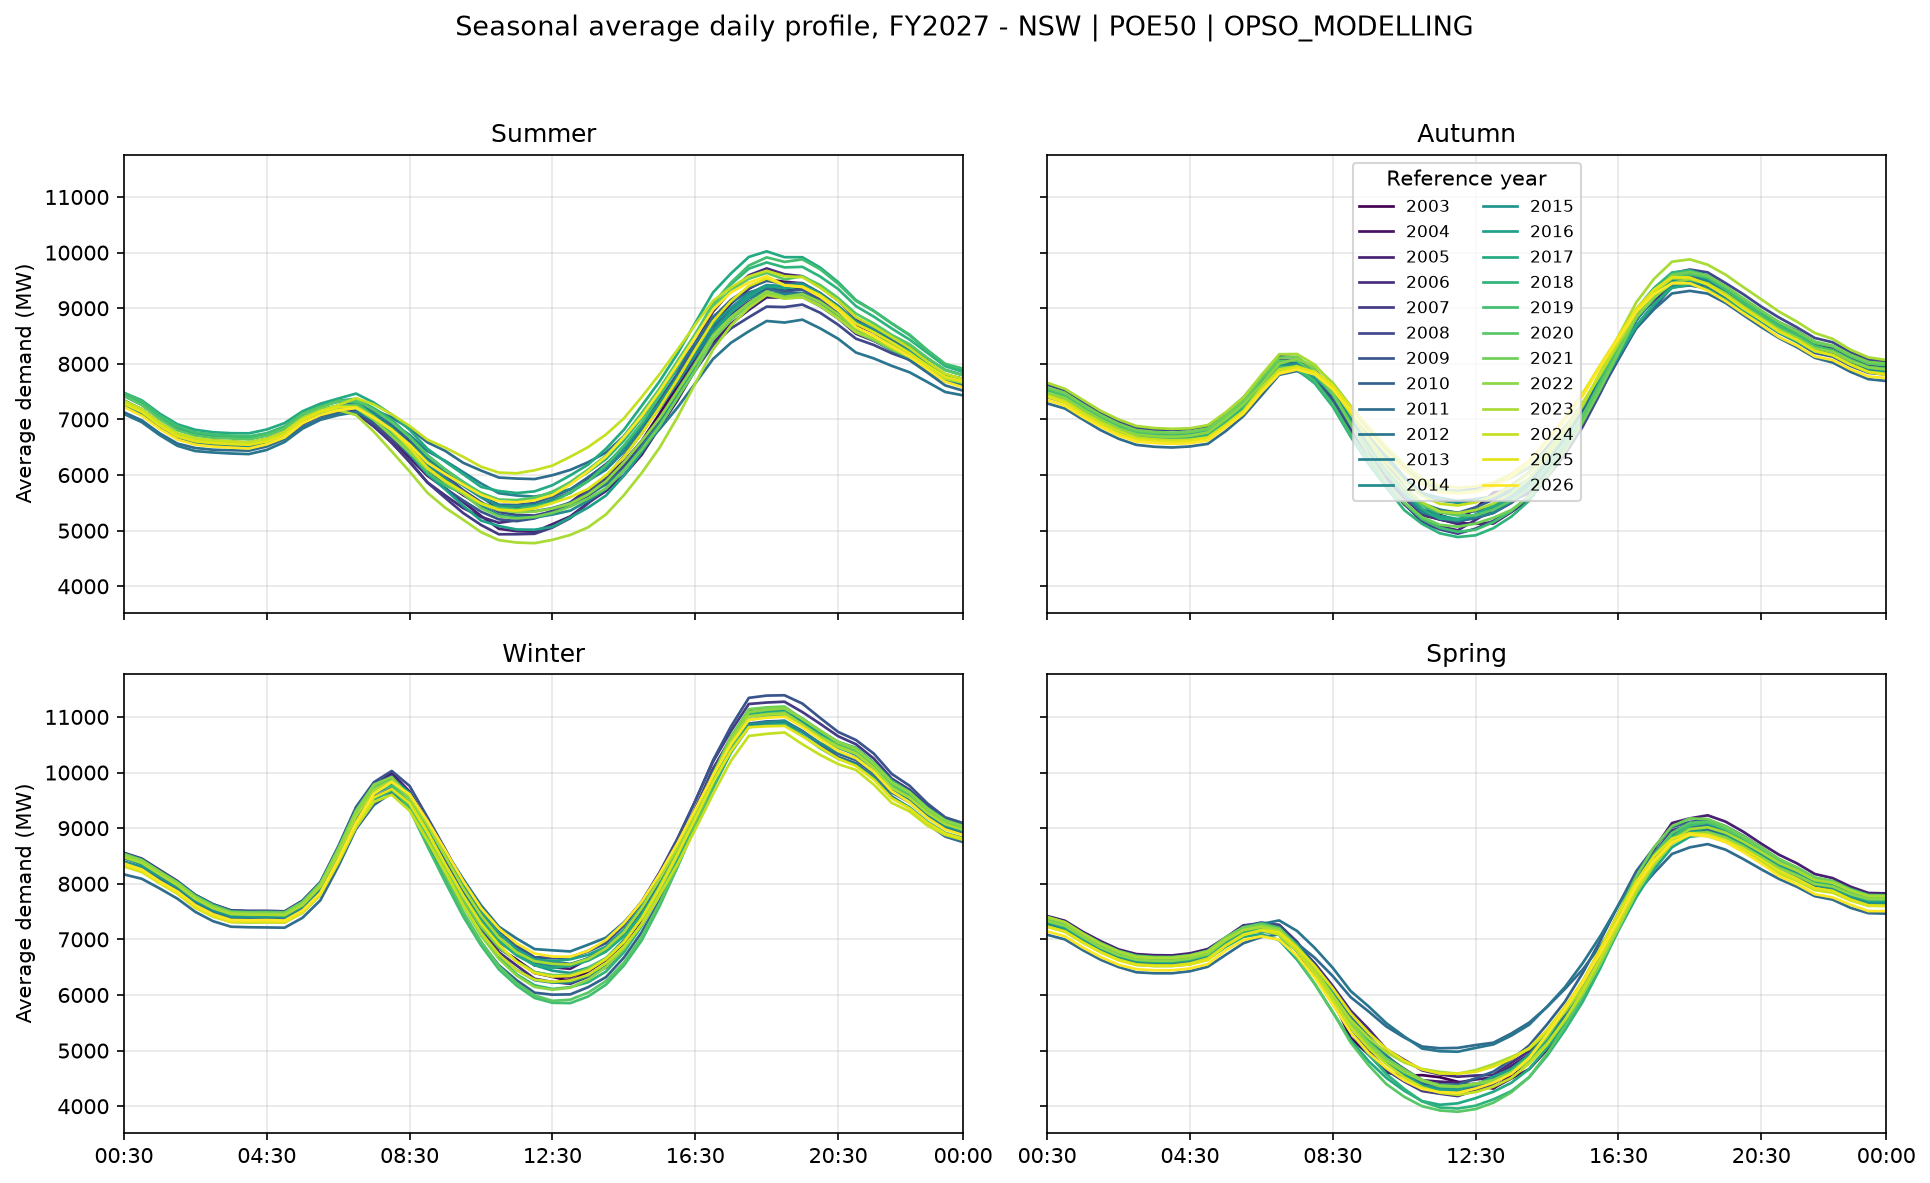 Seasonal average daily profile, FY2027 - NSW | POE50 | OPSO_MODELLING
Summer
Average demand (MW)
11000
10000
9000
8000
7000
6000
5000
4000
Autumn
Reference year
2003 2015
2004 2016
2005 2017
2006 2018
2007 2019
2008 2020
2009 2021
2010 2022
2011 2023
2012 2024
2013 2025
2014 2026
Winter
Average demand (MW)
11000
10000
9000
8000
7000
6000
5000
4000
00:30 04:30 08:30 12:30 16:30 20:30 00:00
Spring
00:30 04:30 08:30 12:30 16:30 20:30 00:00